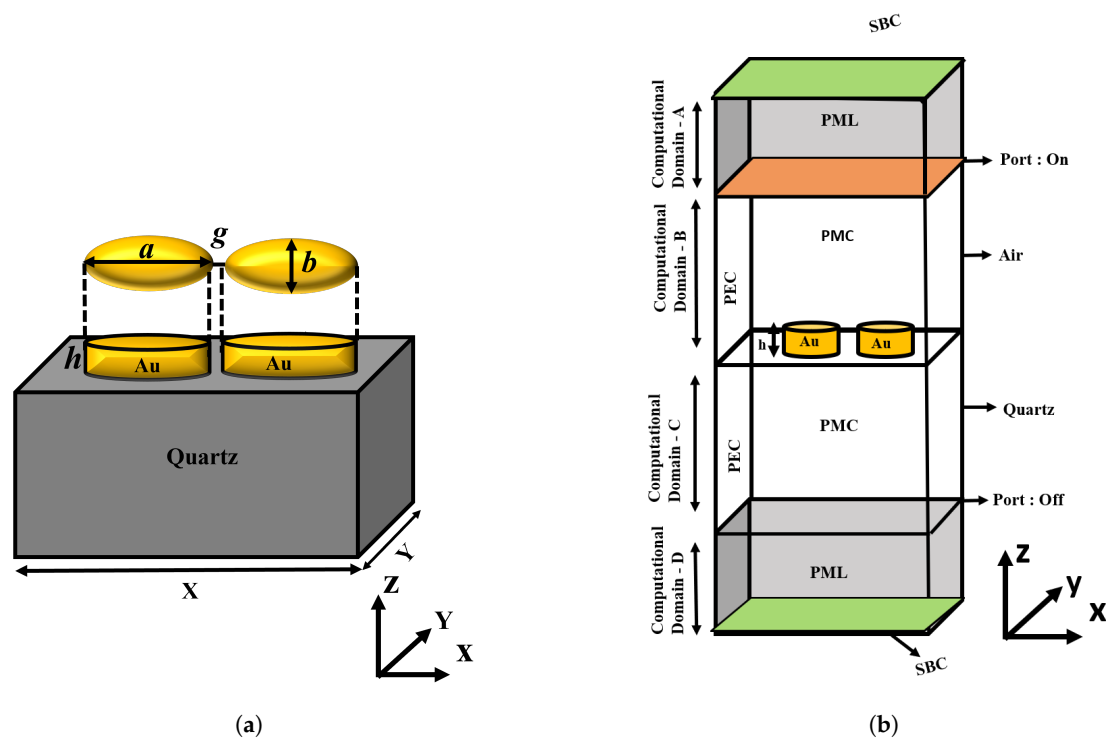 a
g
b
h
Au
Au
Quartz
X
Y
Z
Y
X
(a)
SBC
Computational
Domain - A
PML
Port : On
Computational
Domain - B
PMC
PEC
Air
h
Au
Au
Computational
Domain - C
PMC
PEC
Quartz
Port : Off
Computational
Domain - D
PML
SBC
z
y
x
(b)